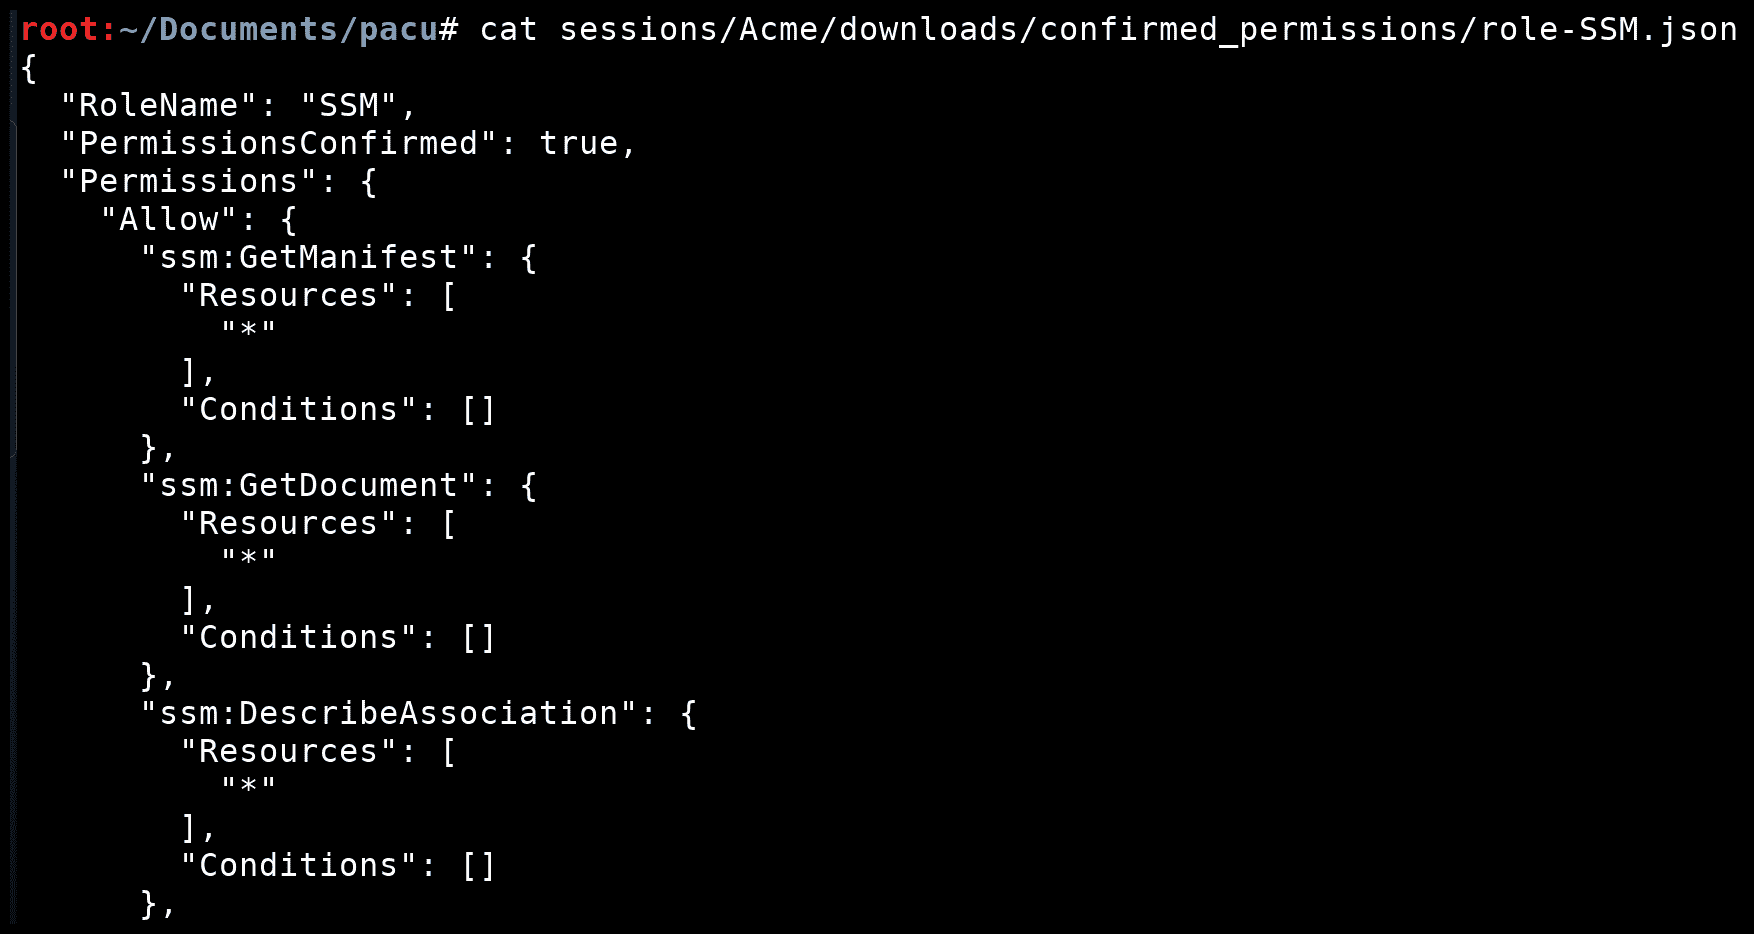 root:~/Documents/pacu# cat sessions/Acme/downloads/confirmed_permissions/role-SSM.json
{
  "RoleName": "SSM",
  "PermissionsConfirmed": true,
  "Permissions": {
    "Allow": {
      "ssm:GetManifest": {
        "Resources": [
          "*"
        ],
        "Conditions": []
      },
      "ssm:GetDocument": {
        "Resources": [
          "*"
        ],
        "Conditions": []
      },
      "ssm:DescribeAssociation": {
        "Resources": [
          "*"
        ],
        "Conditions": []
      },